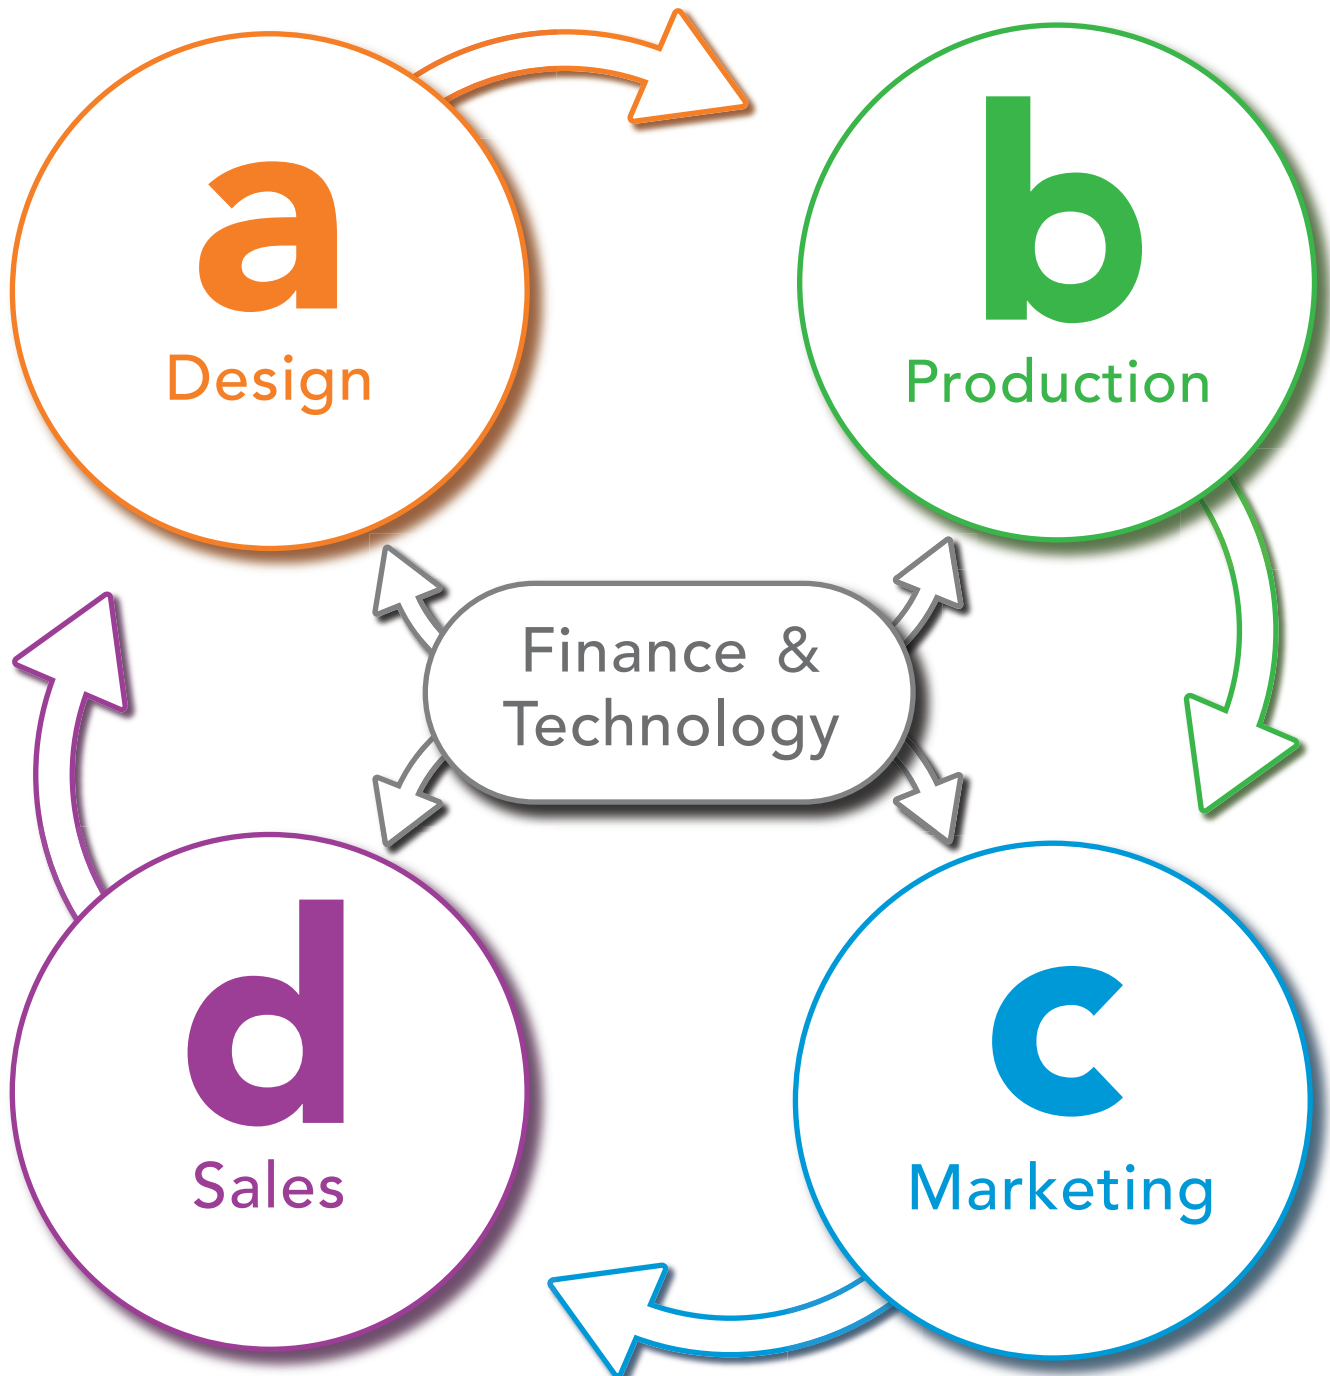 a
Design
b
Production
Finance &
Technology
d
Sales
c
Marketing